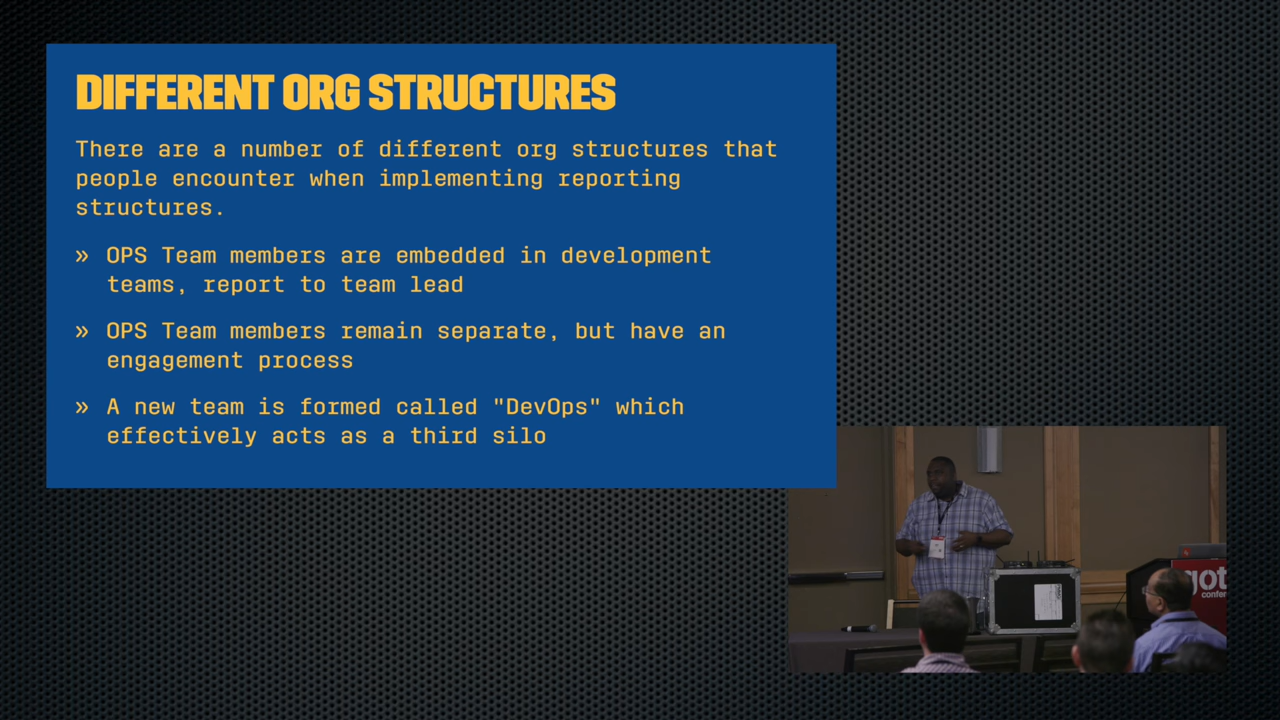 DIFFERENT ORG STRUCTURES
There are a number of different org structures that
people encounter when implementing reporting
structures.
» OPS Team members are embedded in development
teams, report to team lead
» OPS Team members remain separate, but have an
engagement process
» A new team is formed called "DevOps" which
effectively acts as a third silo
got
confer